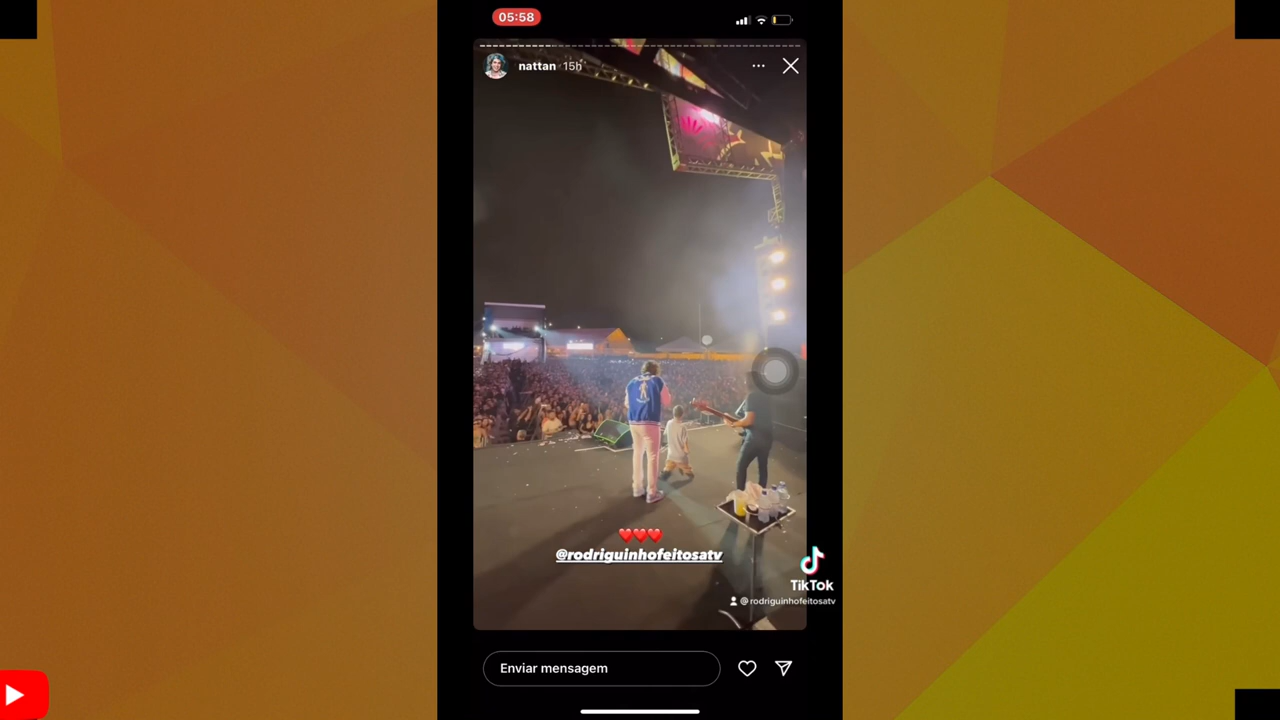 05:58
nattan 15h
@rodriguinhofeitosatv
TikTok
@rodriguinhofeitosatv
Enviar mensagem